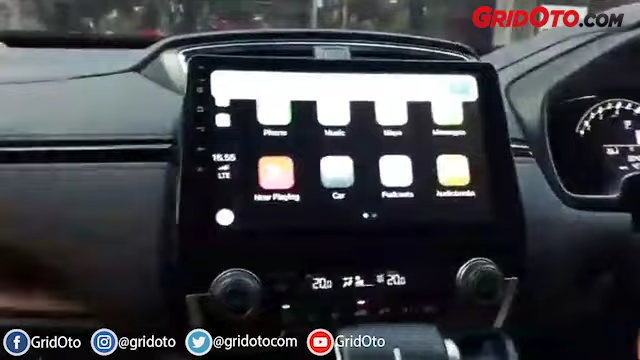 GRIDOTO.COM
Phone Music Maps Messages
16.55
LTE
Now Playing Car Podcasts Audiobooks
20.0 20.0
GridOto @gridoto @gridotocom GridOto